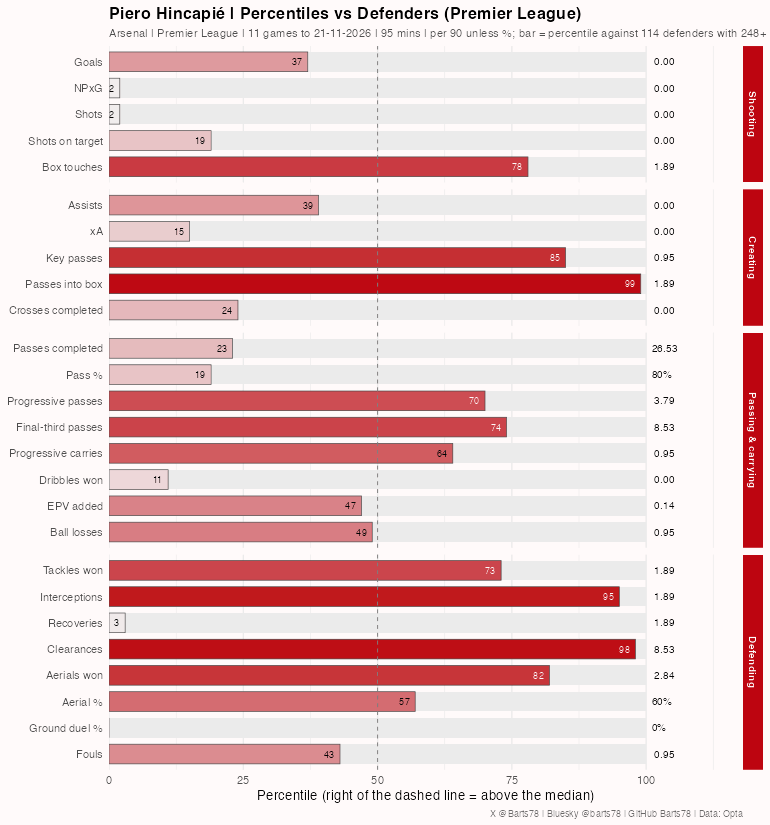 Piero Hincapié | Percentiles vs Defenders (Premier League)
Arsenal | Premier League | 11 games to 21-11-2026 | 95 mins | per 90 unless %; bar = percentile against 114 defenders with 248+
Goals 37 0.00
NPxG 2 0.00
Shots 2 0.00
Shots on target 19 0.00
Box touches 78 1.89
Shooting
Assists 39 0.00
xA 15 0.00
Key passes 85 0.95
Passes into box 99 1.89
Crosses completed 24 0.00
Creating
Passes completed 23 26.53
Pass % 19 80%
Progressive passes 70 3.79
Final-third passes 74 8.53
Progressive carries 64 0.95
Dribbles won 11 0.00
EPV added 47 0.14
Ball losses 49 0.95
Passing & carrying
Tackles won 73 1.89
Interceptions 95 1.89
Recoveries 3 1.89
Clearances 98 8.53
Aerials won 82 2.84
Aerial % 57 60%
Ground duel % 0%
Fouls 43 0.95
Defending
0 25 50 75 100
Percentile (right of the dashed line = above the median)
X @Barts78 | Bluesky @barts78 | GitHub Barts78 | Data: Opta